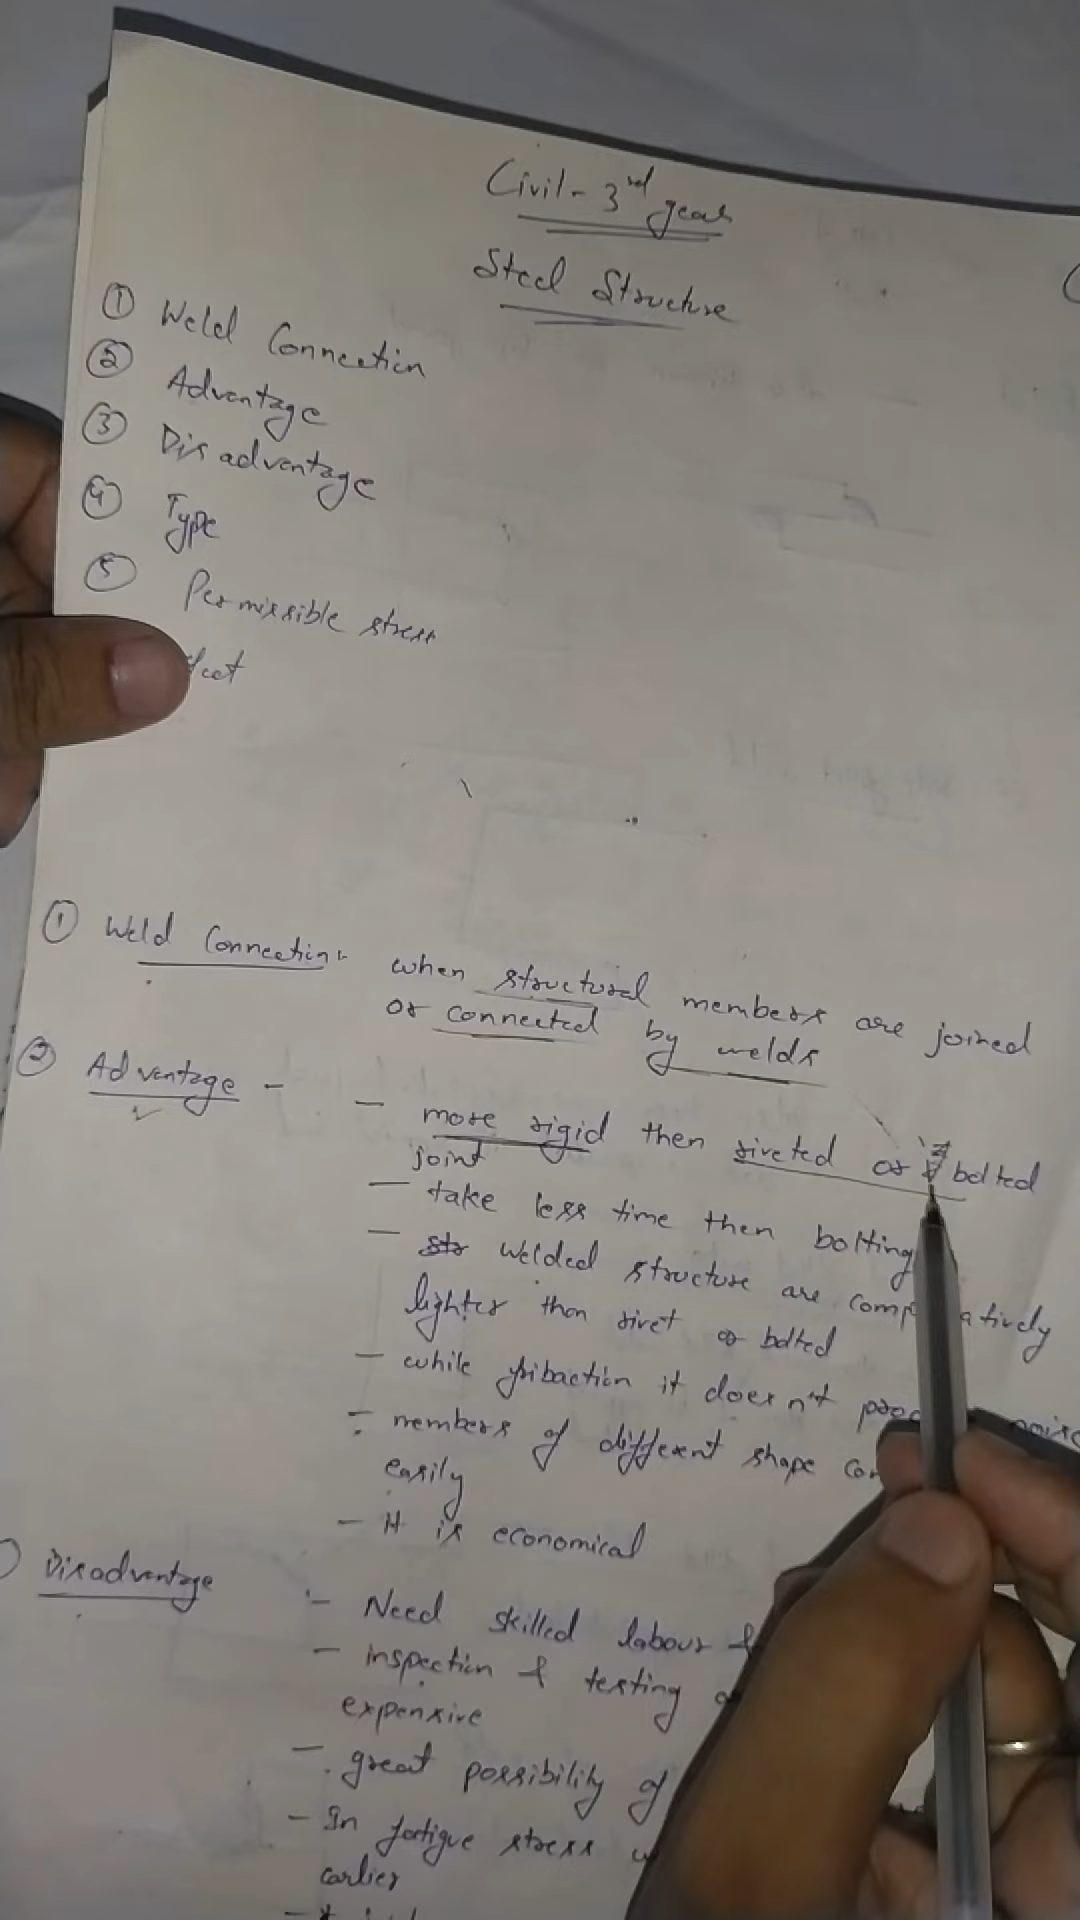 Civil - 3rd year
Steel Structure
① Weld Connection
② Advantage
③ Disadvantage
④ Type
⑤ Permissible stress
① Weld Connection:- when structural members are joined
or connected by welds
② Advantage - - more rigid then riveted or bolted
joint
- take less time then bolting
- welded structure are comp atively
lighter then rivet or bolted
- while fribaction it doesn't
- members of different shape
easily
- It is economical
Disadvantage :- Need skilled labour &
- inspection & testing
expensive
- great possibility of
- In fatigue stress
earlier